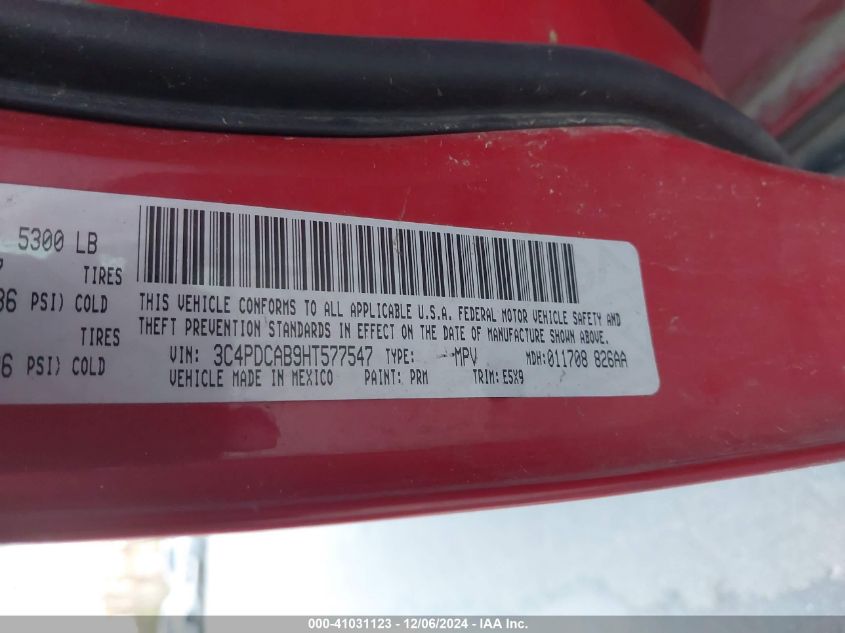 5300 LB
TIRES
36 PSI) COLD
TIRES
PSI) COLD
THIS VEHICLE CONFORMS TO ALL APPLICABLE U.S.A. FEDERAL MOTOR VEHICLE SAFETY AND
THEFT PREVENTION STANDARDS IN EFFECT ON THE DATE OF MANUFACTURE SHOWN ABOVE.
VIN: 3C4PDCAB9HT577547 TYPE: MPV MDH:011708 826AA
VEHICLE MADE IN MEXICO PAINT: PRM TRIM: E5X9
000-41031123 - 12/06/2024 - IAA Inc.